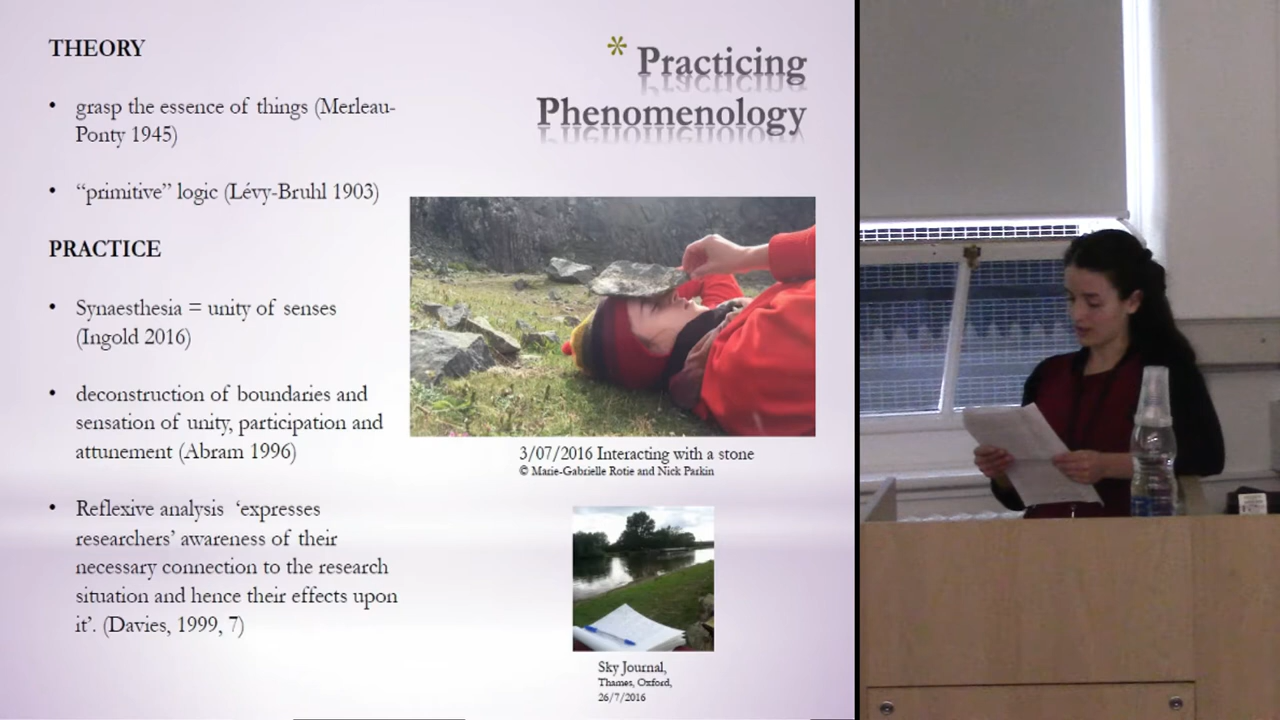 THEORY
• grasp the essence of things (Merleau-
Ponty 1945)
• “primitive” logic (Lévy-Bruhl 1903)
PRACTICE
• Synaesthesia = unity of senses
(Ingold 2016)
• deconstruction of boundaries and
sensation of unity, participation and
attunement (Abram 1996)
• Reflexive analysis ‘expresses
researchers’ awareness of their
necessary connection to the research
situation and hence their effects upon
it’. (Davies, 1999, 7)
* Practicing
Phenomenology
3/07/2016 Interacting with a stone
© Marie-Gabrielle Rotie and Nick Parkin
Sky Journal,
Thames, Oxford,
26/7/2016